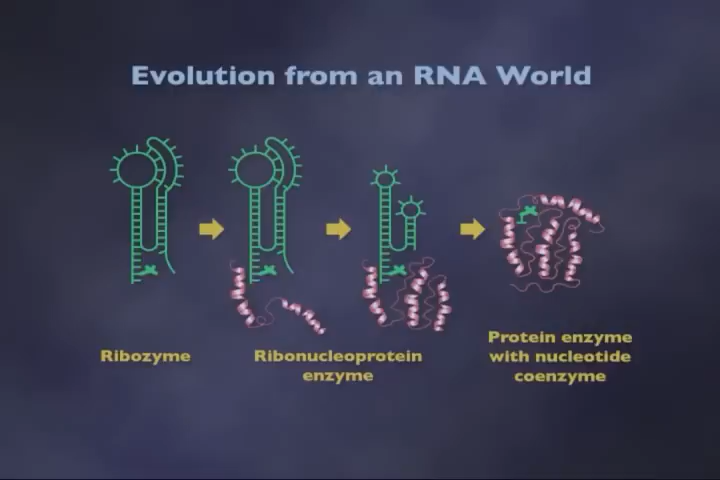 Evolution from an RNA World
Ribozyme
Ribonucleoprotein
enzyme
Protein enzyme
with nucleotide
coenzyme